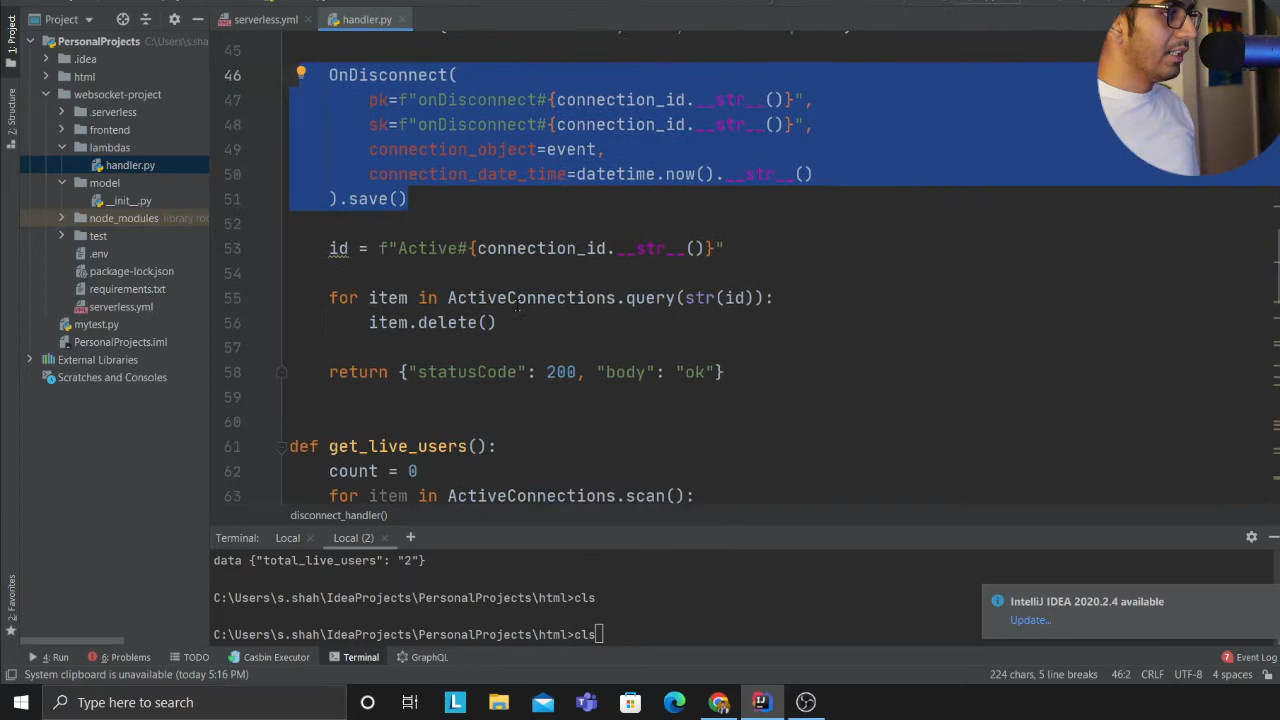 Project
serverless.yml
handler.py
1: Project
7: Structure
2: Favorites
PersonalProjects C:\Users\s.sha
.idea
html
websocket-project
.serverless
frontend
lambdas
handler.py
model
__init__.py
node_modules library roo
test
.env
package-lock.json
requirements.txt
serverless.yml
mytest.py
PersonalProjects.iml
External Libraries
Scratches and Consoles
45
46 OnDisconnect(
47 pk=f"onDisconnect#{connection_id.__str__()}",
48 sk=f"onDisconnect#{connection_id.__str__()}",
49 connection_object=event,
50 connection_date_time=datetime.now().__str__()
51 ).save()
52
53 id = f"Active#{connection_id.__str__()}"
54
55 for item in ActiveConnections.query(str(id)):
56 item.delete()
57
58 return {"statusCode": 200, "body": "ok"}
59
60
61 def get_live_users():
62 count = 0
63 for item in ActiveConnections.scan():
disconnect_handler()
Terminal: Local Local (2) +
data {"total_live_users": "2"}
C:\Users\s.shah\IdeaProjects\PersonalProjects\html>cls
C:\Users\s.shah\IdeaProjects\PersonalProjects\html>cls
IntelliJ IDEA 2020.2.4 available
Update...
4: Run 6: Problems TODO Casbin Executor Terminal GraphQL 7 Event Log
System clipboard is unavailable (today 5:16 PM) 224 chars, 5 line breaks 46:2 CRLF UTF-8 4 spaces
Type here to search